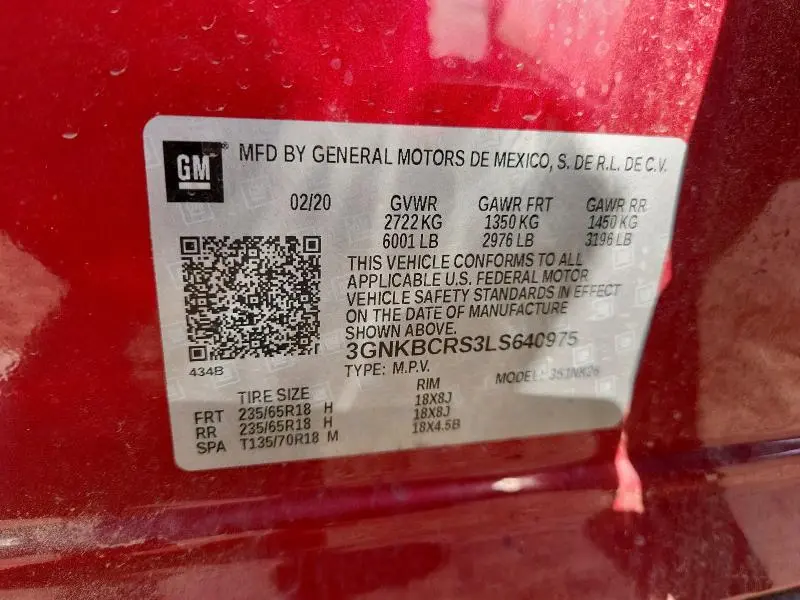 GM MFD BY GENERAL MOTORS DE MEXICO, S. DE R.L. DE C.V.
02/20 GVWR GAWR FRT GAWR RR
2722 KG 1350 KG 1450 KG
6001 LB 2976 LB 3196 LB
THIS VEHICLE CONFORMS TO ALL
APPLICABLE U.S. FEDERAL MOTOR
VEHICLE SAFETY STANDARDS IN EFFECT
ON THE DATE OF MANUFACTURE
SHOWN ABOVE.
3GNKBCRS3LS640975
434B TYPE: M.P.V. MODEL:
TIRE SIZE RIM
FRT 235/65R18 H 18X8J
RR 235/65R18 H 18X8J
SPA T135/70R18 M 18X4.5B